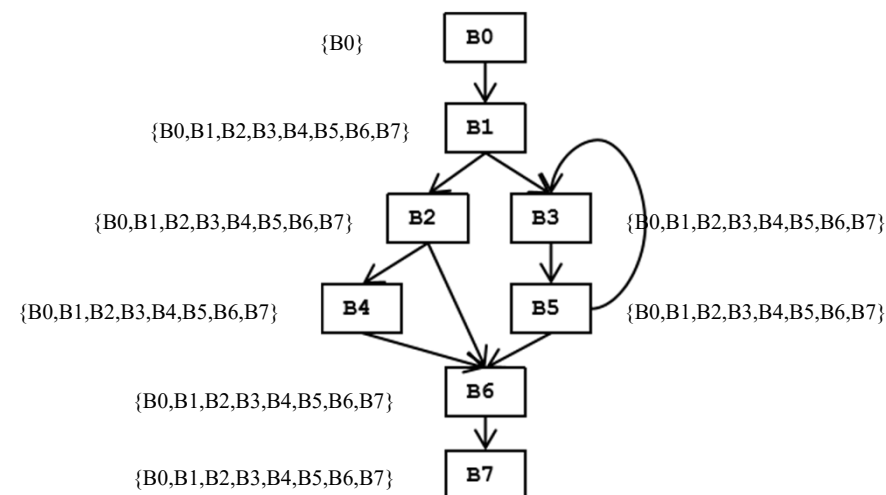 {B0} B0
{B0,B1,B2,B3,B4,B5,B6,B7} B1
{B0,B1,B2,B3,B4,B5,B6,B7} B2 B3 {B0,B1,B2,B3,B4,B5,B6,B7}
{B0,B1,B2,B3,B4,B5,B6,B7} B4 B5 {B0,B1,B2,B3,B4,B5,B6,B7}
{B0,B1,B2,B3,B4,B5,B6,B7} B6
{B0,B1,B2,B3,B4,B5,B6,B7} B7